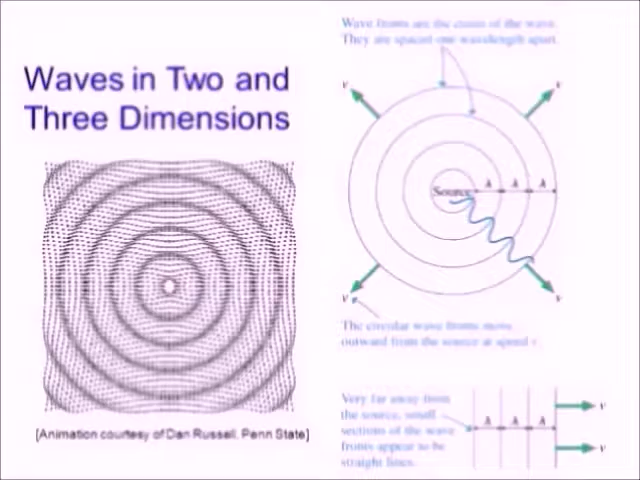 Waves in Two and
Three Dimensions
[Animation courtesy of Dan Russell, Penn State]
Wave fronts are the crests of the wave.
They are spaced one wavelength apart.
v
v
Source
λ
λ
λ
v
v
The circular wave fronts move
outward from the source at speed v.
Very far away from
the source, small
sections of the wave
fronts appear to be
straight lines.
λ
λ
λ
v
v